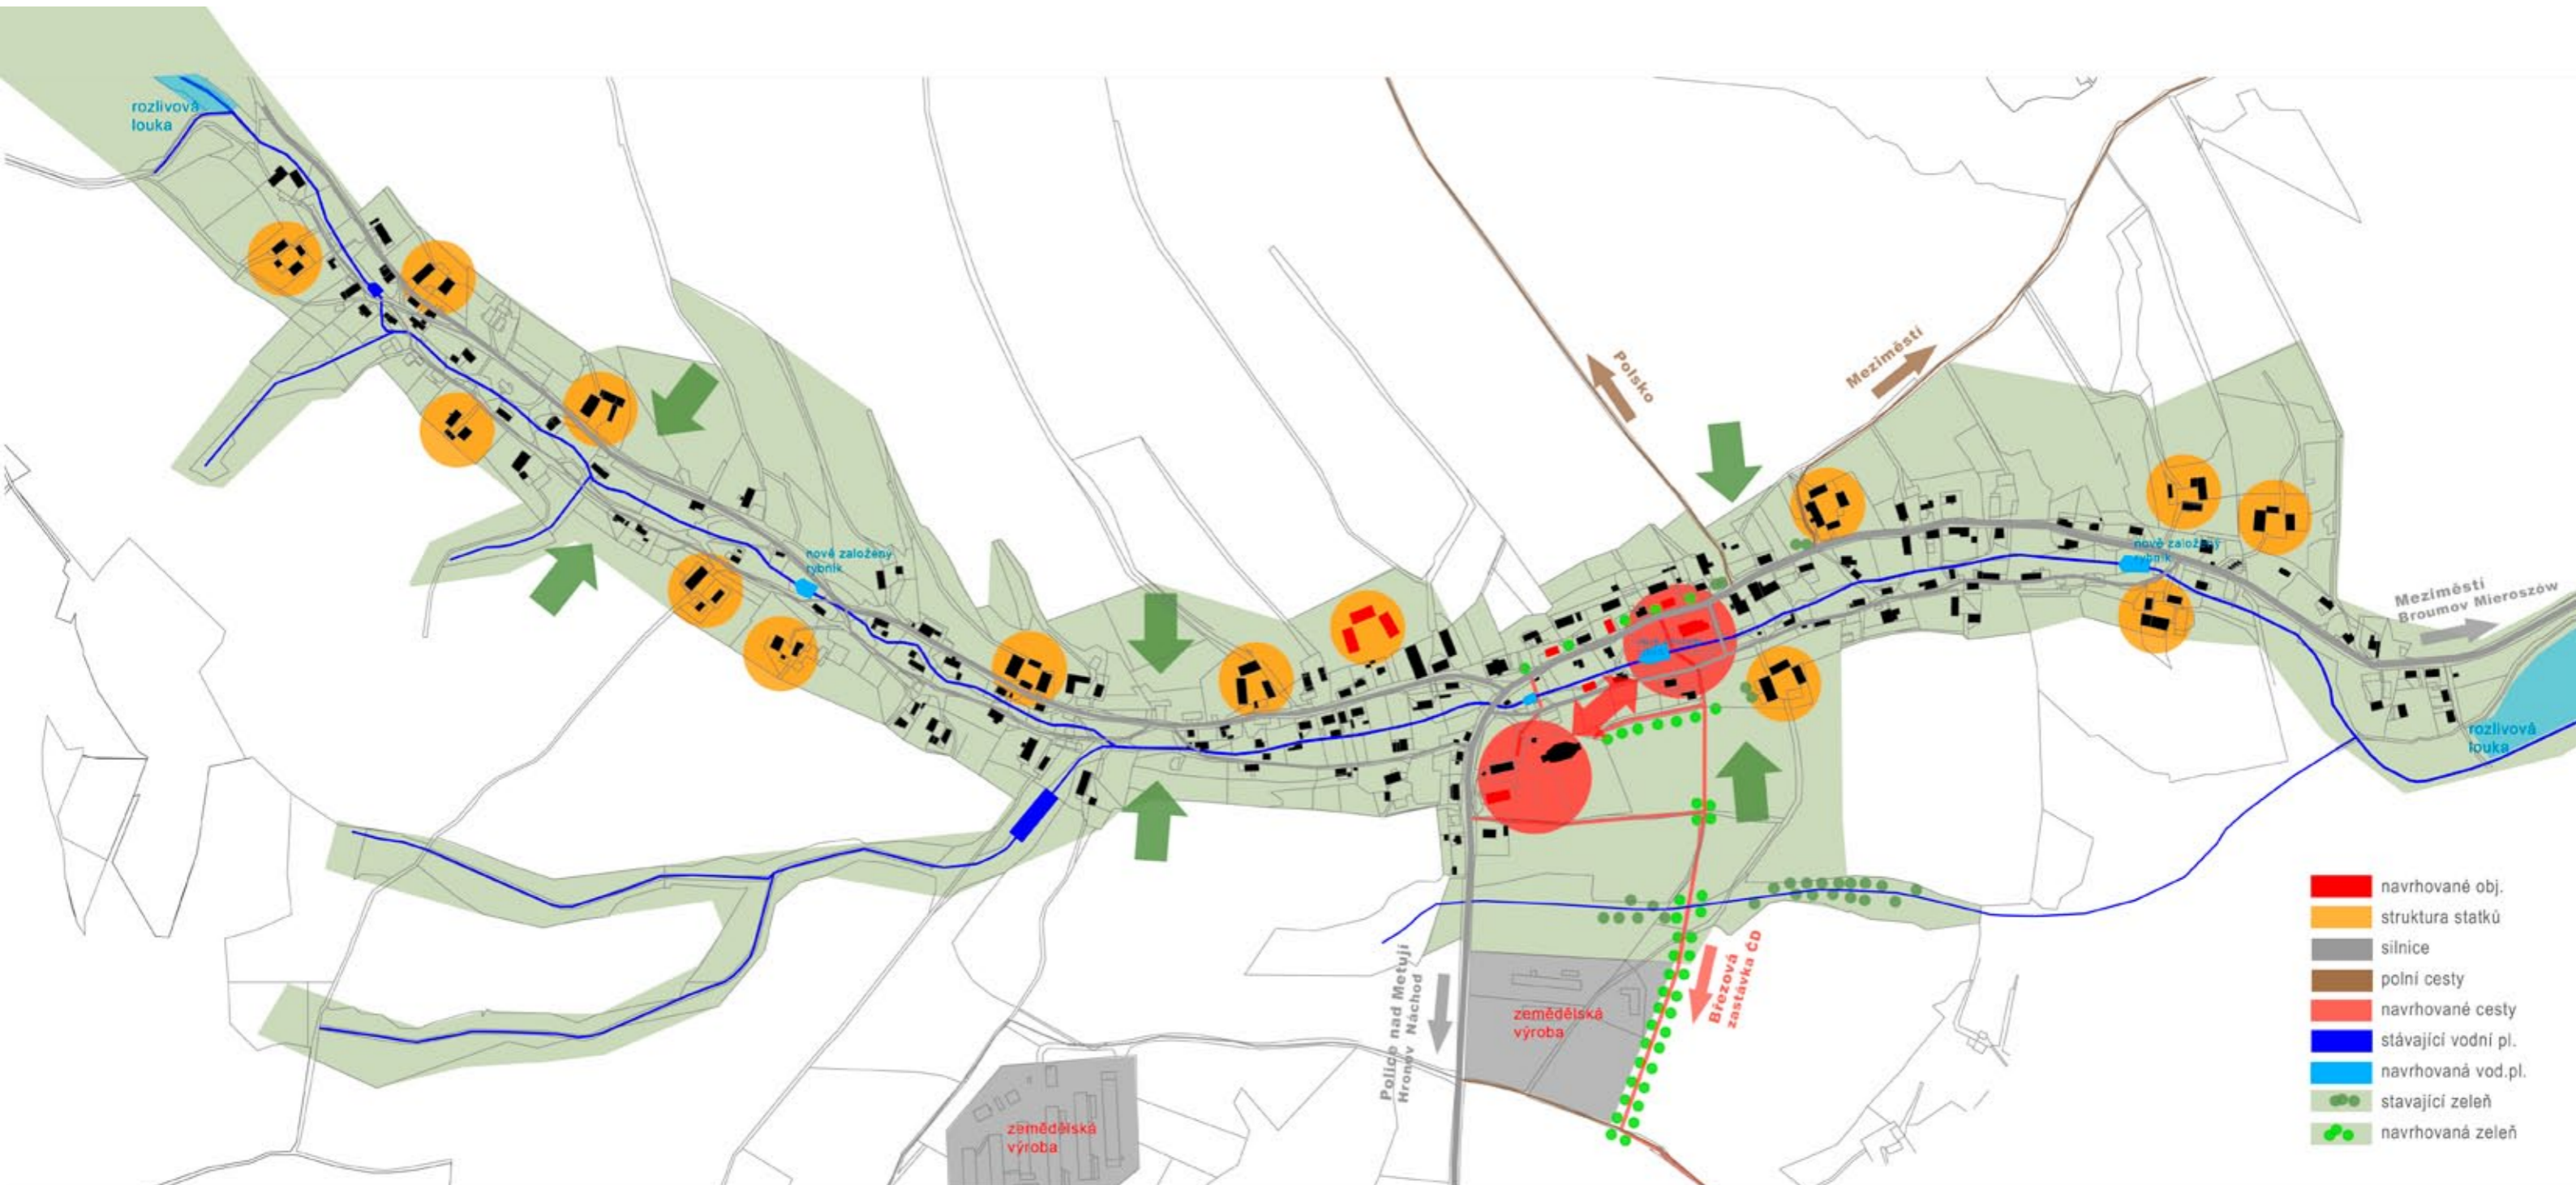 rozlivová
louka
Polsko
Meziměstí
nově založený
rybník
nově založený
rybník
Meziměstí
Broumov Mieroszów
rozlivová
louka
Police nad Metují
Hronov Náchod
Březová
zastávka ČD
zemědělská
výroba
zemědělská
výroba
navrhované obj.
struktura statků
silnice
polní cesty
navrhované cesty
stávající vodní pl.
navrhovaná vod.pl.
stavající zeleň
navrhovaná zeleň